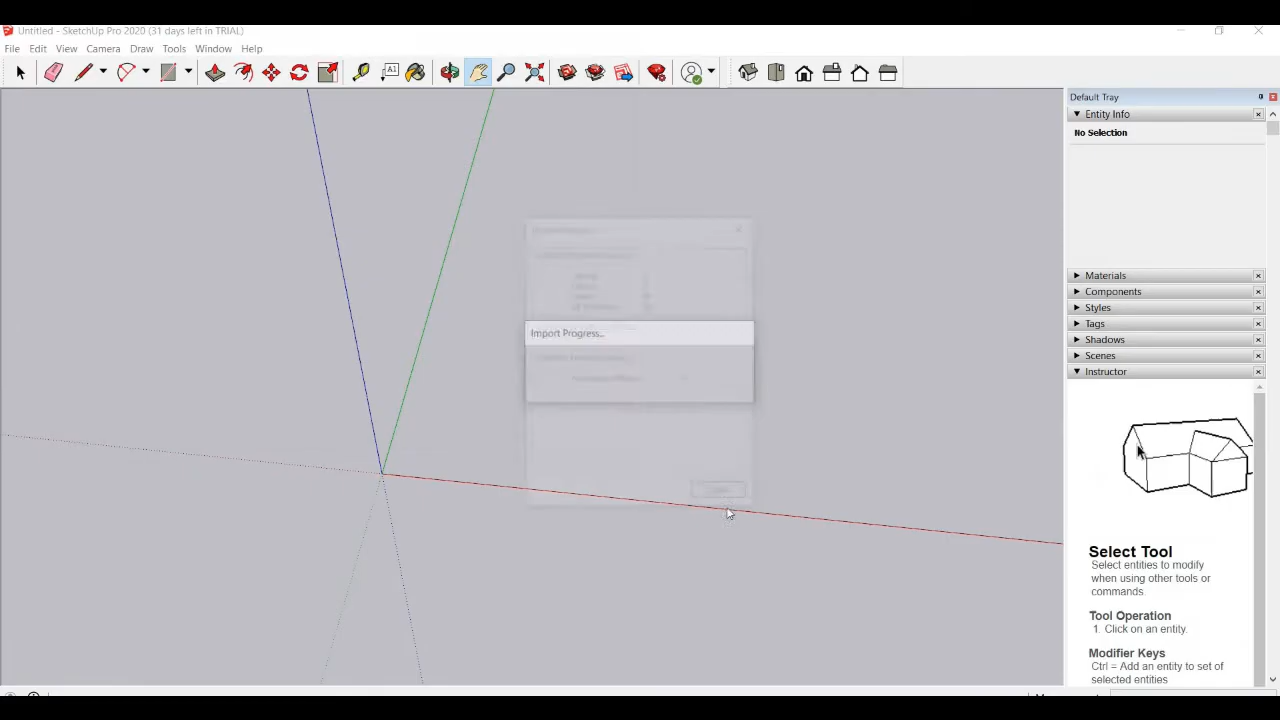 Untitled - SketchUp Pro 2020 (31 days left in TRIAL)
File Edit View Camera Draw Tools Window Help
A1
Default Tray
Entity Info
No Selection
Materials
Components
Styles
Tags
Shadows
Scenes
Instructor
Import Progress...
Select Tool
Select entities to modify
when using other tools or
commands.
Tool Operation
1. Click on an entity.
Modifier Keys
Ctrl = Add an entity to set of
selected entities